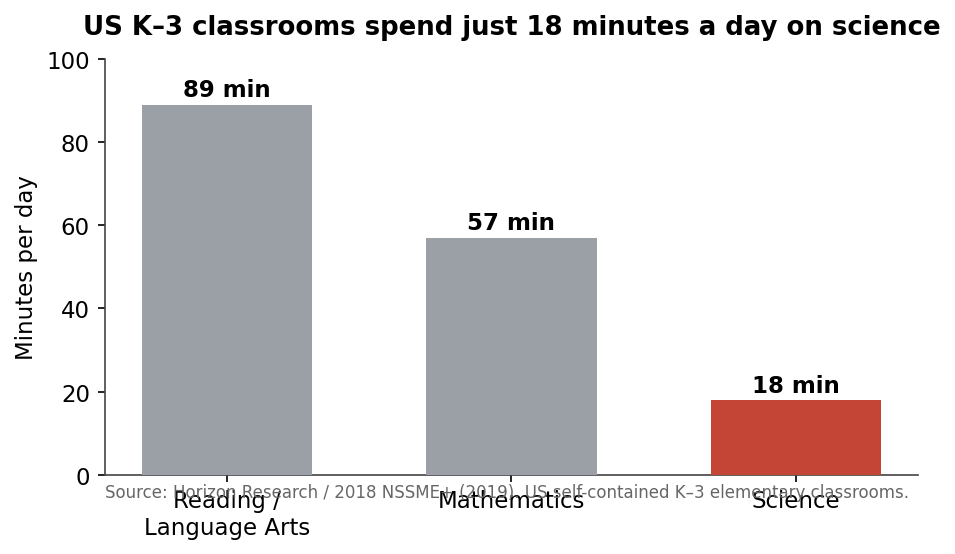 US K–3 classrooms spend just 18 minutes a day on science
Minutes per day
100
80
60
40
20
0
89 min
57 min
18 min
Reading /
Language Arts
Mathematics
Science
Source: Horizon Research / 2018 NSSME+ (2019). US self-contained K–3 elementary classrooms.